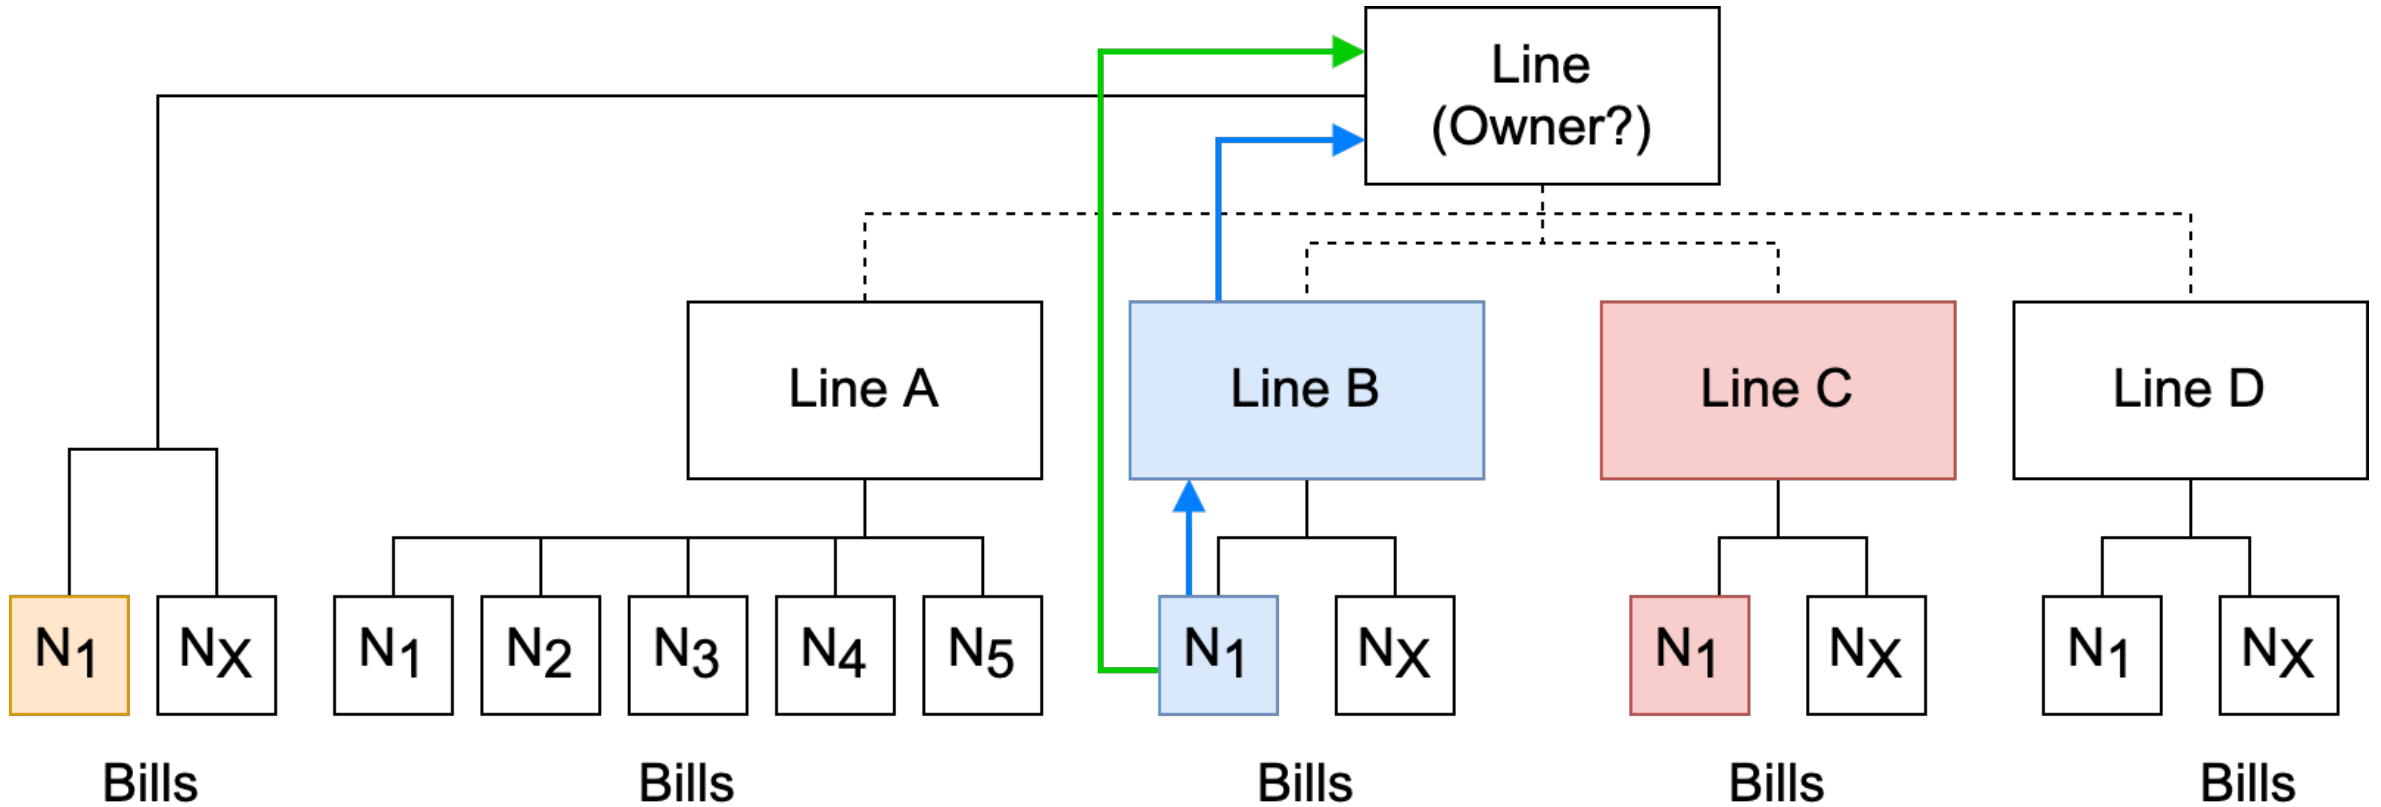 Line
(Owner?)
Line A
Line B
Line C
Line D
N1
NX
N1
N2
N3
N4
N5
N1
NX
N1
NX
N1
NX
Bills
Bills
Bills
Bills
Bills